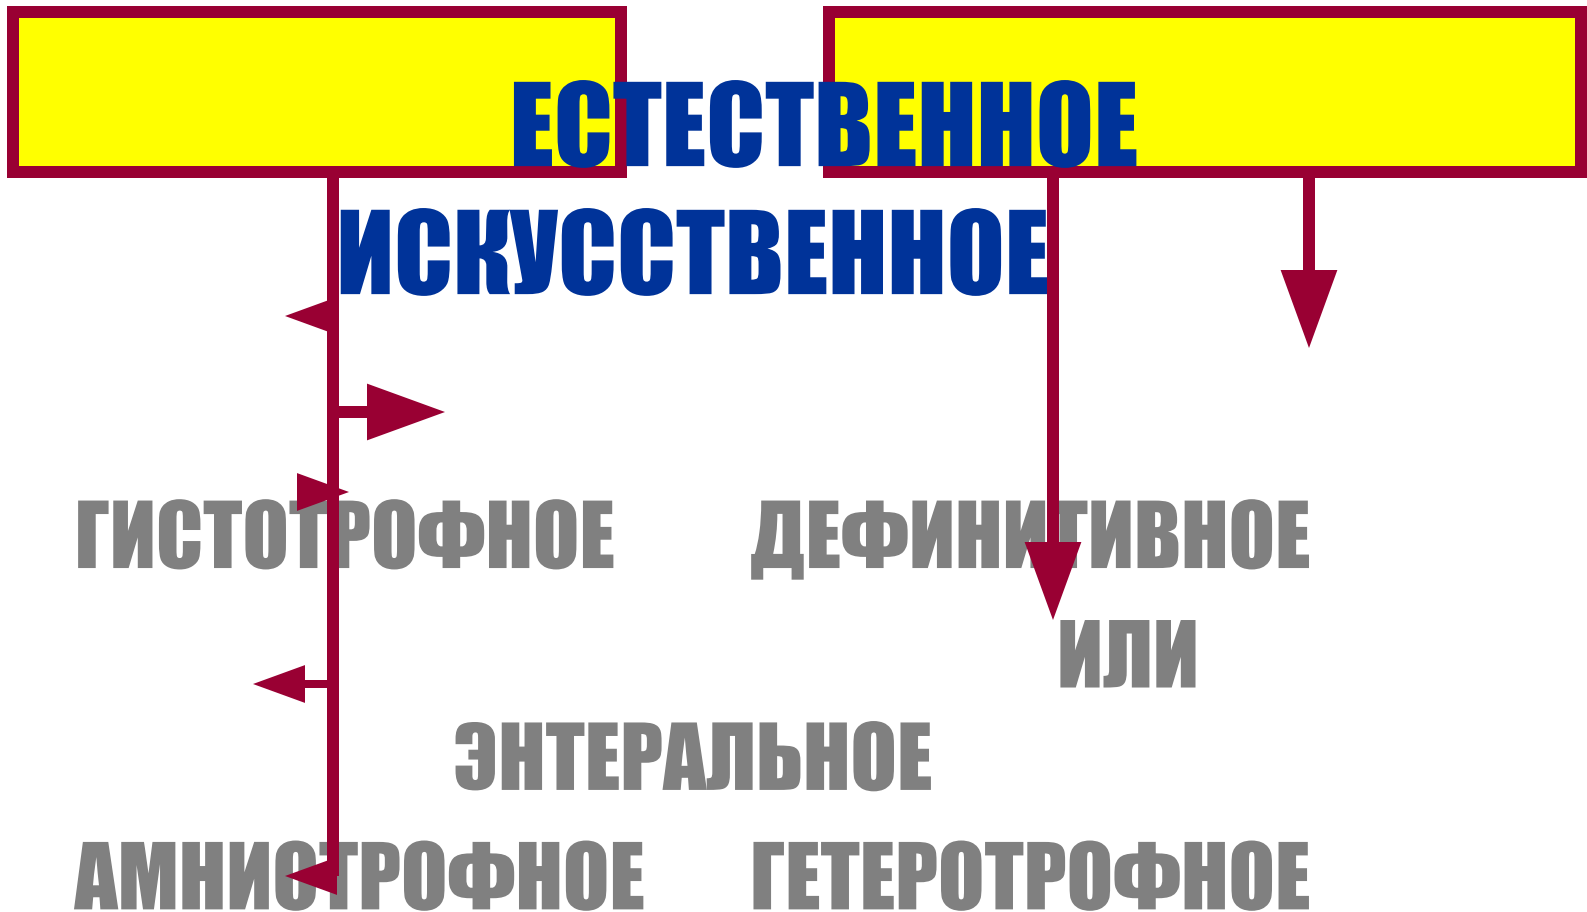 ЕСТЕСТВЕННОЕ
ИСКУССТВЕННОЕ
ГИСТОТРОФНОЕ ДЕФИНИТИВНОЕ
ИЛИ
ЭНТЕРАЛЬНОЕ
АМНИОТРОФНОЕ ГЕТЕРОТРОФНОЕ